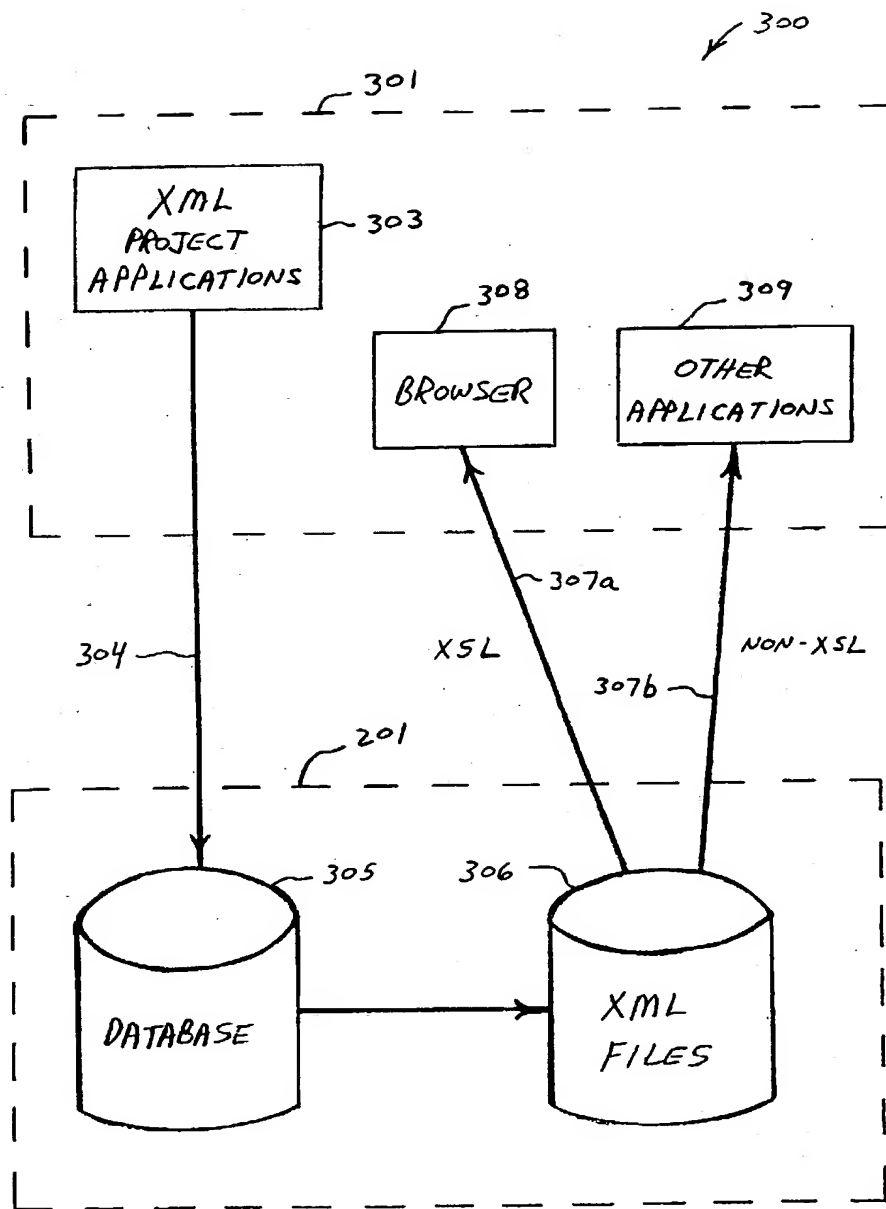 300
301
XML
PROJECT
APPLICATIONS
303
308
309
BROWSER
OTHER
APPLICATIONS
307a
304
XSL
NON-XSL
307b
201
305
306
DATABASE
XML
FILES